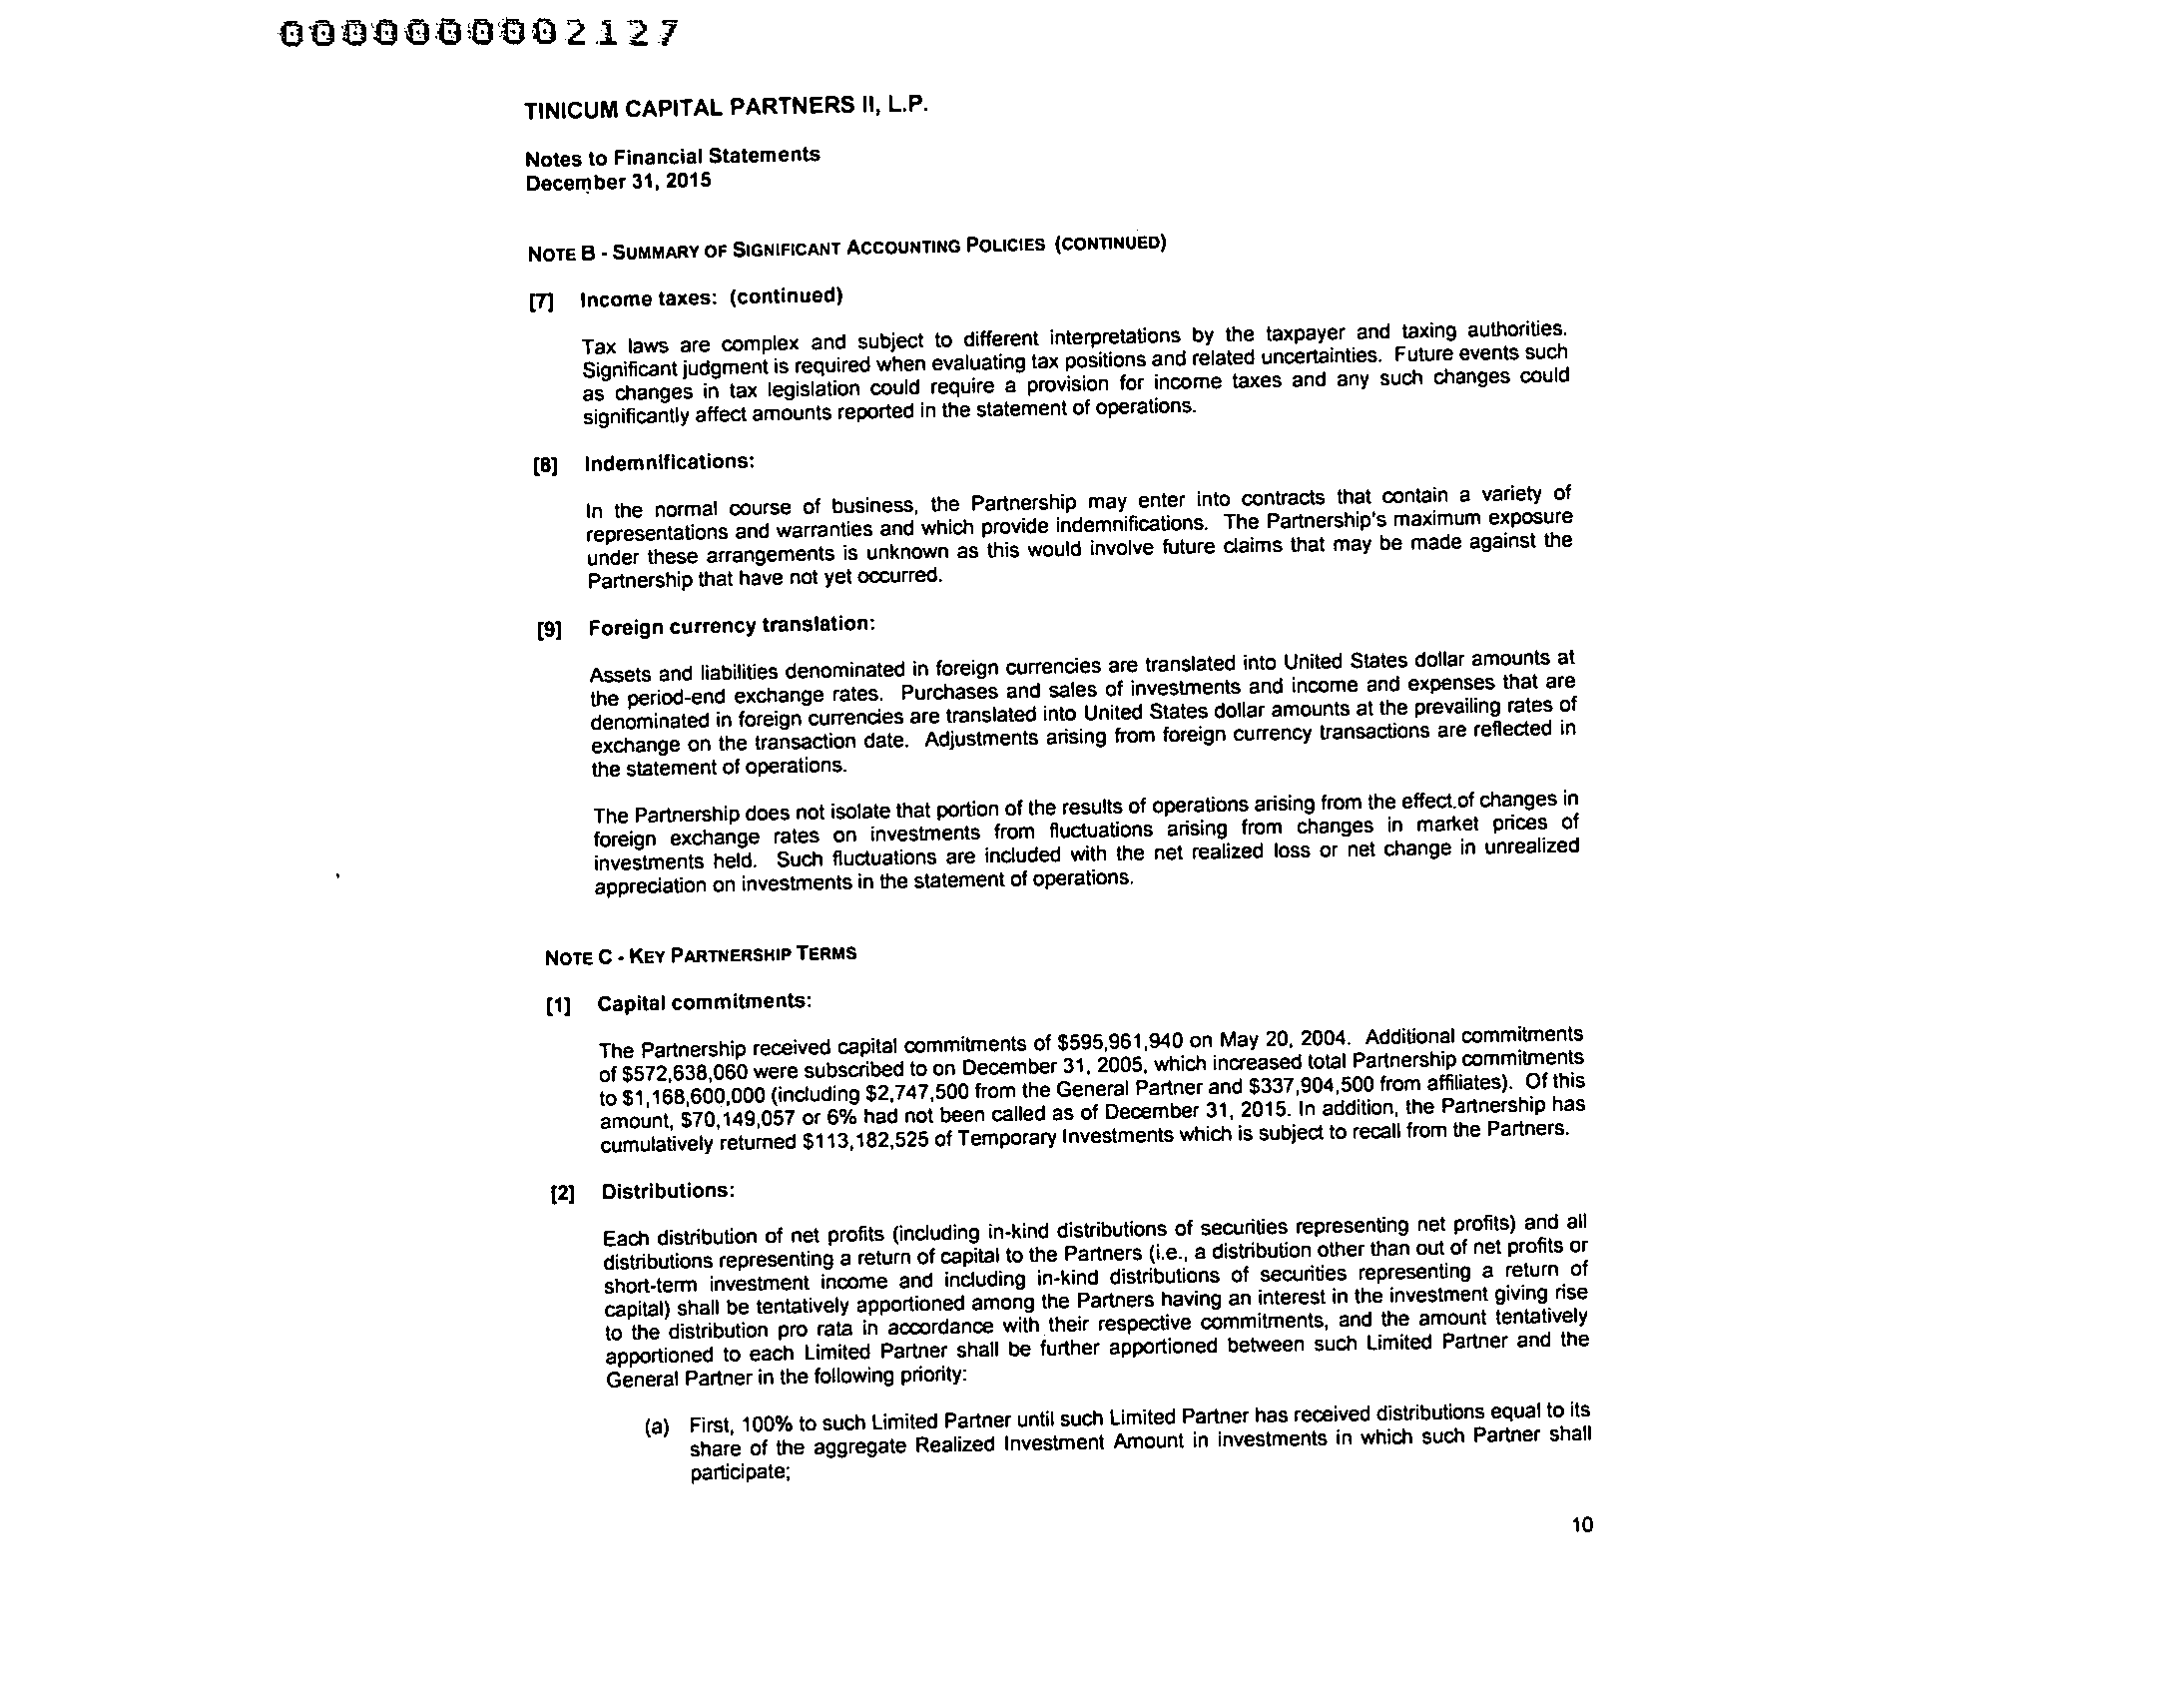 0000000002127
TINICUM CAPITAL PARTNERS II, L.P.
Notes to Financial Statements
December 31, 2015
NOTE B - SUMMARY OF SIGNIFICANT ACCOUNTING POLICIES (CONTINUED)
[7] Income taxes: (continued)
Tax laws are complex and subject to different interpretations by the taxpayer and taxing authorities.
Significant judgment is required when evaluating tax positions and related uncertainties. Future events such
as changes in tax legislation could require a provision for income taxes and any such changes could
significantly affect amounts reported in the statement of operations.
[8] Indemnifications:
In the normal course of business, the Partnership may enter into contracts that contain a variety of
representations and warranties and which provide indemnifications. The Partnership's maximum exposure
under these arrangements is unknown as this would involve future claims that may be made against the
Partnership that have not yet occurred.
[9] Foreign currency translation:
Assets and liabilities denominated in foreign currencies are translated into United States dollar amounts at
the period-end exchange rates. Purchases and sales of investments and income and expenses that are
denominated in foreign currencies are translated into United States dollar amounts at the prevailing rates of
exchange on the transaction date. Adjustments arising from foreign currency transactions are reflected in
the statement of operations.
The Partnership does not isolate that portion of the results of operations arising from the effect of changes in
foreign exchange rates on investments from fluctuations arising from changes in market prices of
investments held. Such fluctuations are included with the net realized loss or net change in unrealized
appreciation on investments in the statement of operations.
NOTE C - KEY PARTNERSHIP TERMS
[1] Capital commitments:
The Partnership received capital commitments of $595,961,940 on May 20, 2004. Additional commitments
of $572,638,060 were subscribed to on December 31, 2005, which increased total Partnership commitments
to $1,168,600,000 (including $2,747,500 from the General Partner and $337,904,500 from affiliates). Of this
amount, $70,149,057 or 6% had not been called as of December 31, 2015. In addition, the Partnership has
cumulatively returned $113,182,525 of Temporary Investments which is subject to recall from the Partners.
[2] Distributions:
Each distribution of net profits (including in-kind distributions of securities representing net profits) and all
distributions representing a return of capital to the Partners (i.e., a distribution other than out of net profits or
short-term investment income and including in-kind distributions of securities representing a return of
capital) shall be tentatively apportioned among the Partners having an interest in the investment giving rise
to the distribution pro rata in accordance with their respective commitments, and the amount tentatively
apportioned to each Limited Partner shall be further apportioned between such Limited Partner and the
General Partner in the following priority:
(a) First, 100% to such Limited Partner until such Limited Partner has received distributions equal to its
share of the aggregate Realized Investment Amount in investments in which such Partner shall
participate;
10